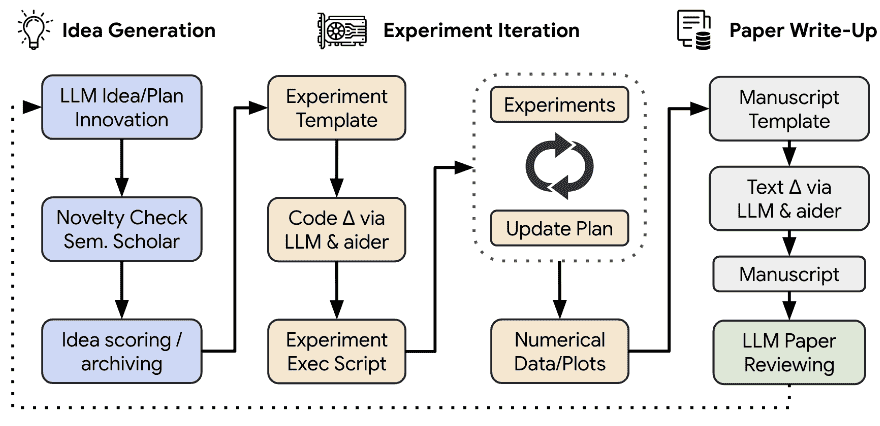 Idea Generation
LLM Idea/Plan
Innovation
Novelty Check
Sem. Scholar
Idea scoring /
archiving
Experiment Iteration
Experiment
Template
Code Δ via
LLM & aider
Experiment
Exec Script
Experiments
Update Plan
Numerical
Data/Plots
Paper Write-Up
Manuscript
Template
Text Δ via
LLM & aider
Manuscript
LLM Paper
Reviewing